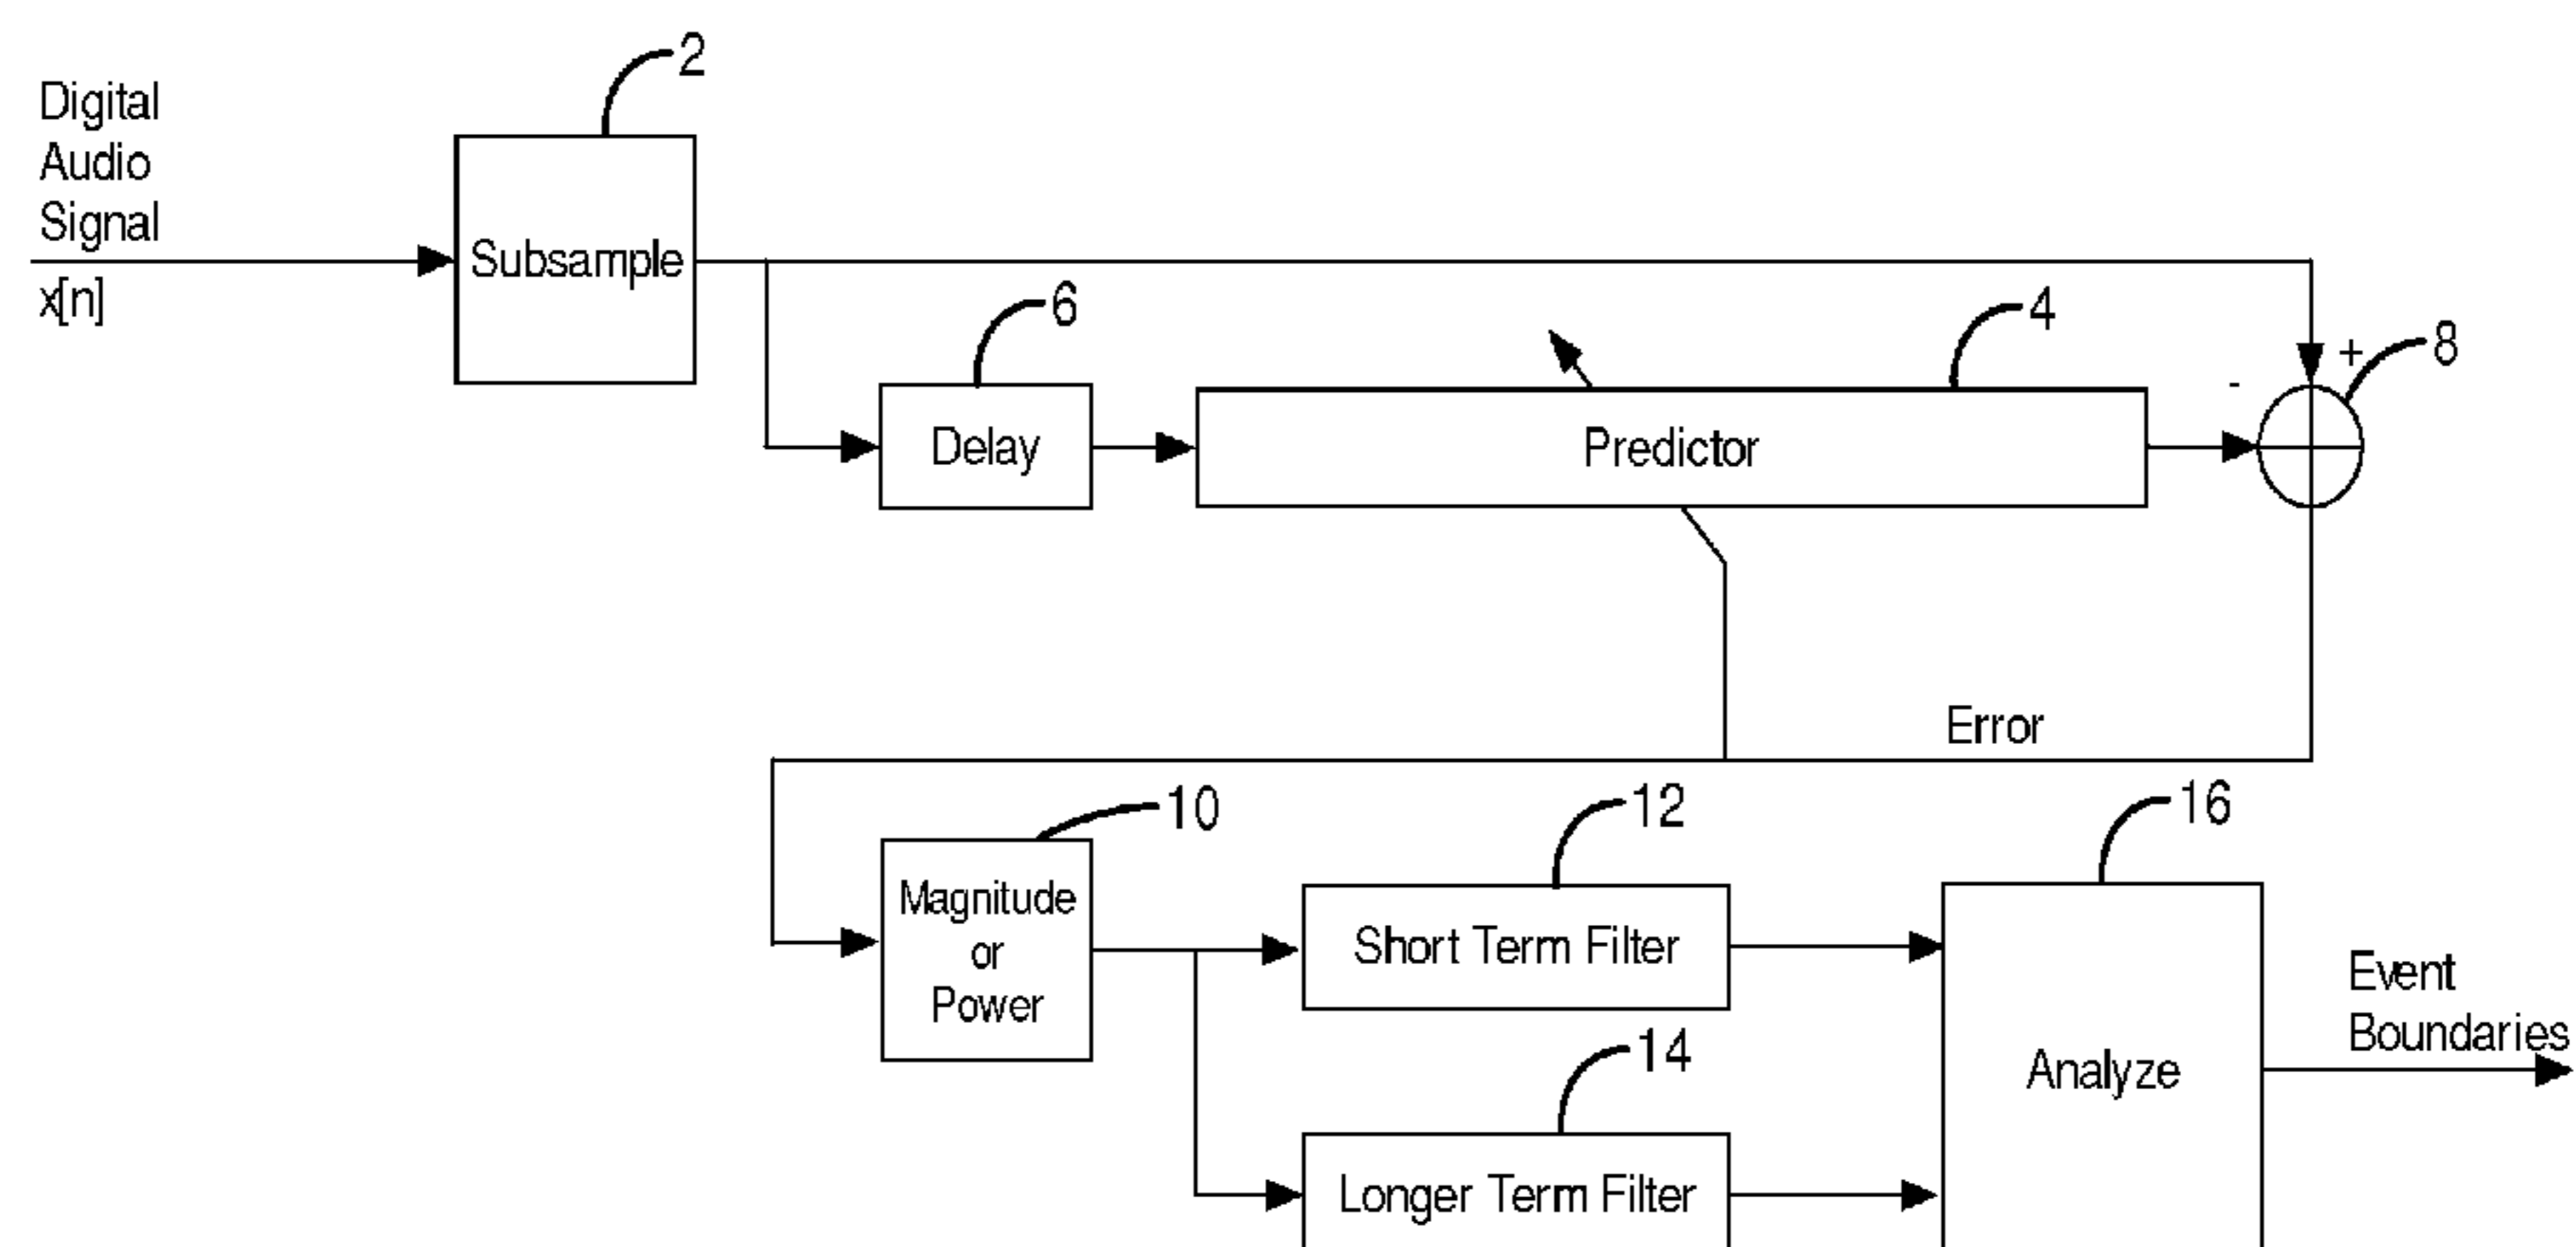 2
Digital
Audio
Signal
x[n]
Subsample
6
4
+
8
-
Delay
Predictor
Error
10
12
16
Magnitude
or
Power
Short Term Filter
Event
Boundaries
14
Analyze
Longer Term Filter